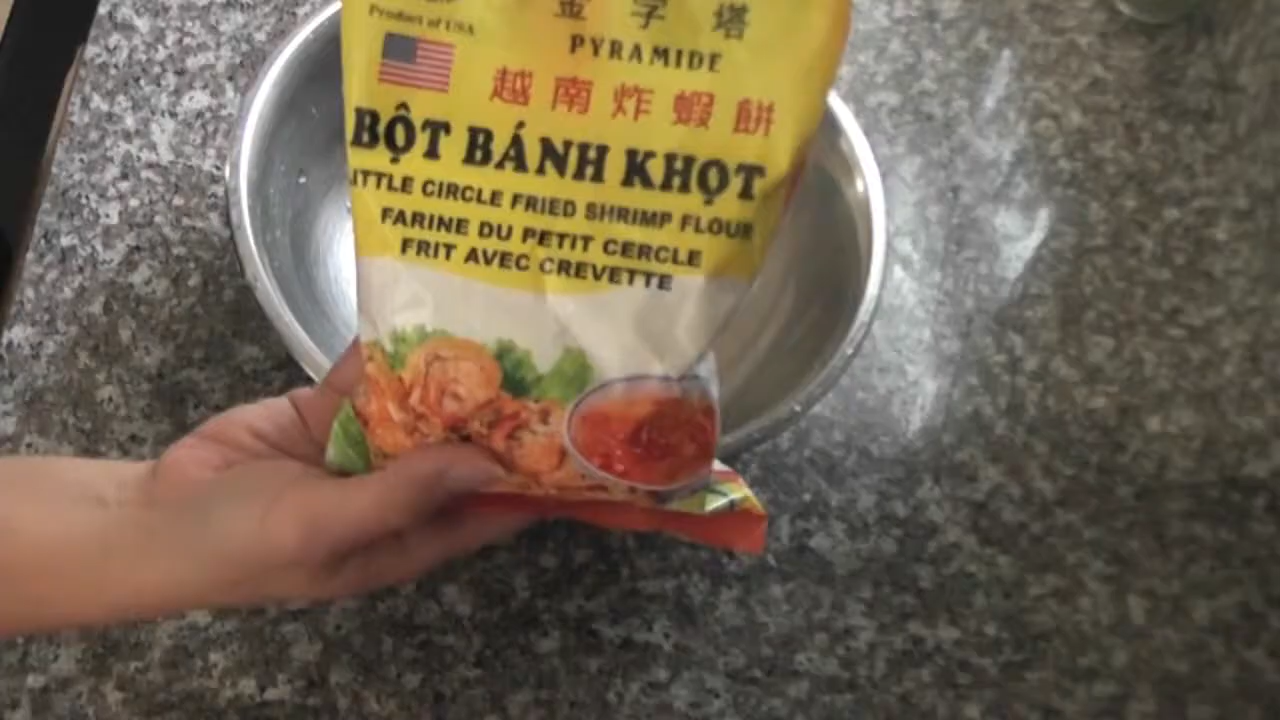 金字塔
Product of USA
PYRAMIDE
越南炸蝦餅
BỘT BÁNH KHỌT
ITTLE CIRCLE FRIED SHRIMP FLOUR
FARINE DU PETIT CERCLE
FRIT AVEC CREVETTE